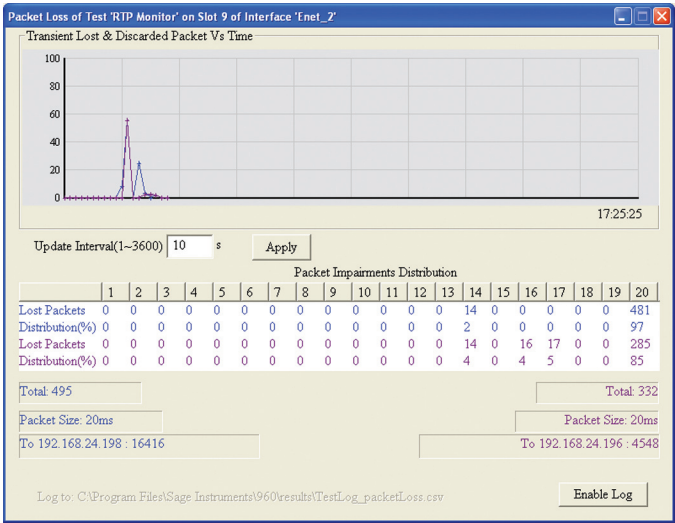 Packet Loss of Test 'RTP Monitor' on Slot 9 of Interface 'Enet_2'
Transient Lost & Discarded Packet Vs Time
100
80
60
40
20
0
17:25:25
Update Interval(1~3600) 10 s Apply
Packet Impairments Distribution
1 2 3 4 5 6 7 8 9 10 11 12 13 14 15 16 17 18 19 20
Lost Packets 0 0 0 0 0 0 0 0 0 0 0 0 0 14 0 0 0 0 0 481
Distribution(%) 0 0 0 0 0 0 0 0 0 0 0 0 0 2 0 0 0 0 0 97
Lost Packets 0 0 0 0 0 0 0 0 0 0 0 0 0 14 0 16 17 0 0 285
Distribution(%) 0 0 0 0 0 0 0 0 0 0 0 0 0 4 0 4 5 0 0 85
Total: 495 Total: 332
Packet Size: 20ms Packet Size: 20ms
To 192.168.24.198 : 16416 To 192.168.24.196 : 4548
Log to: C:\Program Files\Sage Instruments\960\results\TestLog_packetLoss.csv Enable Log